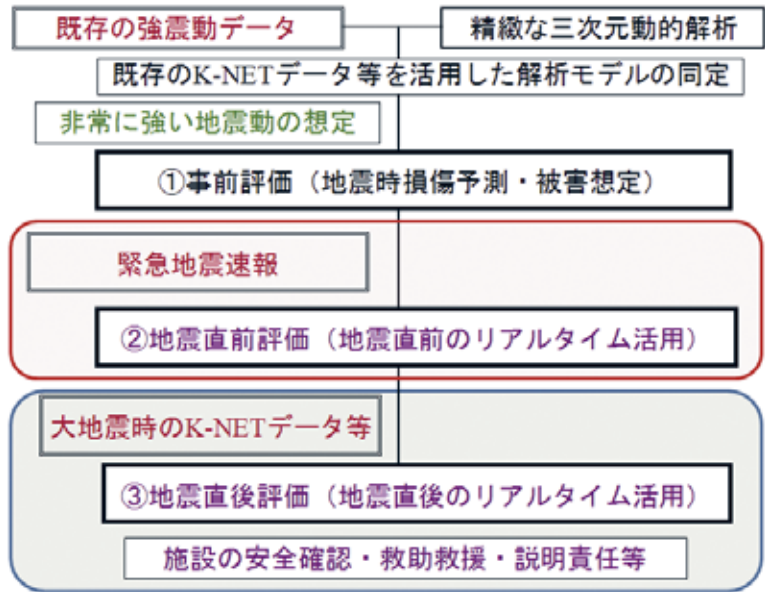 既存の強震動データ
精緻な三次元動的解析
既存のK-NETデータ等を活用した解析モデルの同定
非常に強い地震動の想定
①事前評価（地震時損傷予測・被害想定）
緊急地震速報
②地震直前評価（地震直前のリアルタイム活用）
大地震時のK-NETデータ等
③地震直後評価（地震直後のリアルタイム活用）
施設の安全確認・救助救援・説明責任等